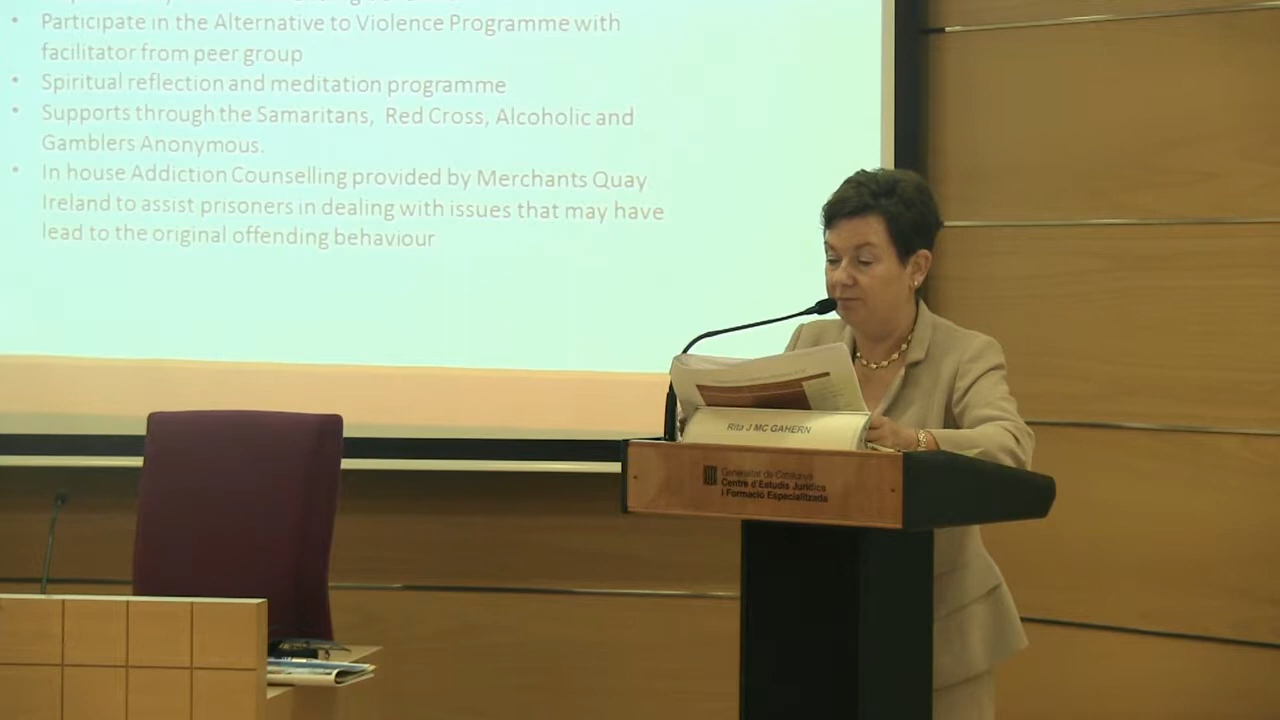 • Participate in the Alternative to Violence Programme with
facilitator from peer group
• Spiritual reflection and meditation programme
• Supports through the Samaritans, Red Cross, Alcoholic and
Gamblers Anonymous.
• In house Addiction Counselling provided by Merchants Quay
Ireland to assist prisoners in dealing with issues that may have
lead to the original offending behaviour
Rita J MC GAHERN
Generalitat de Catalunya
Centre d'Estudis Jurídics
i Formació Especialitzada